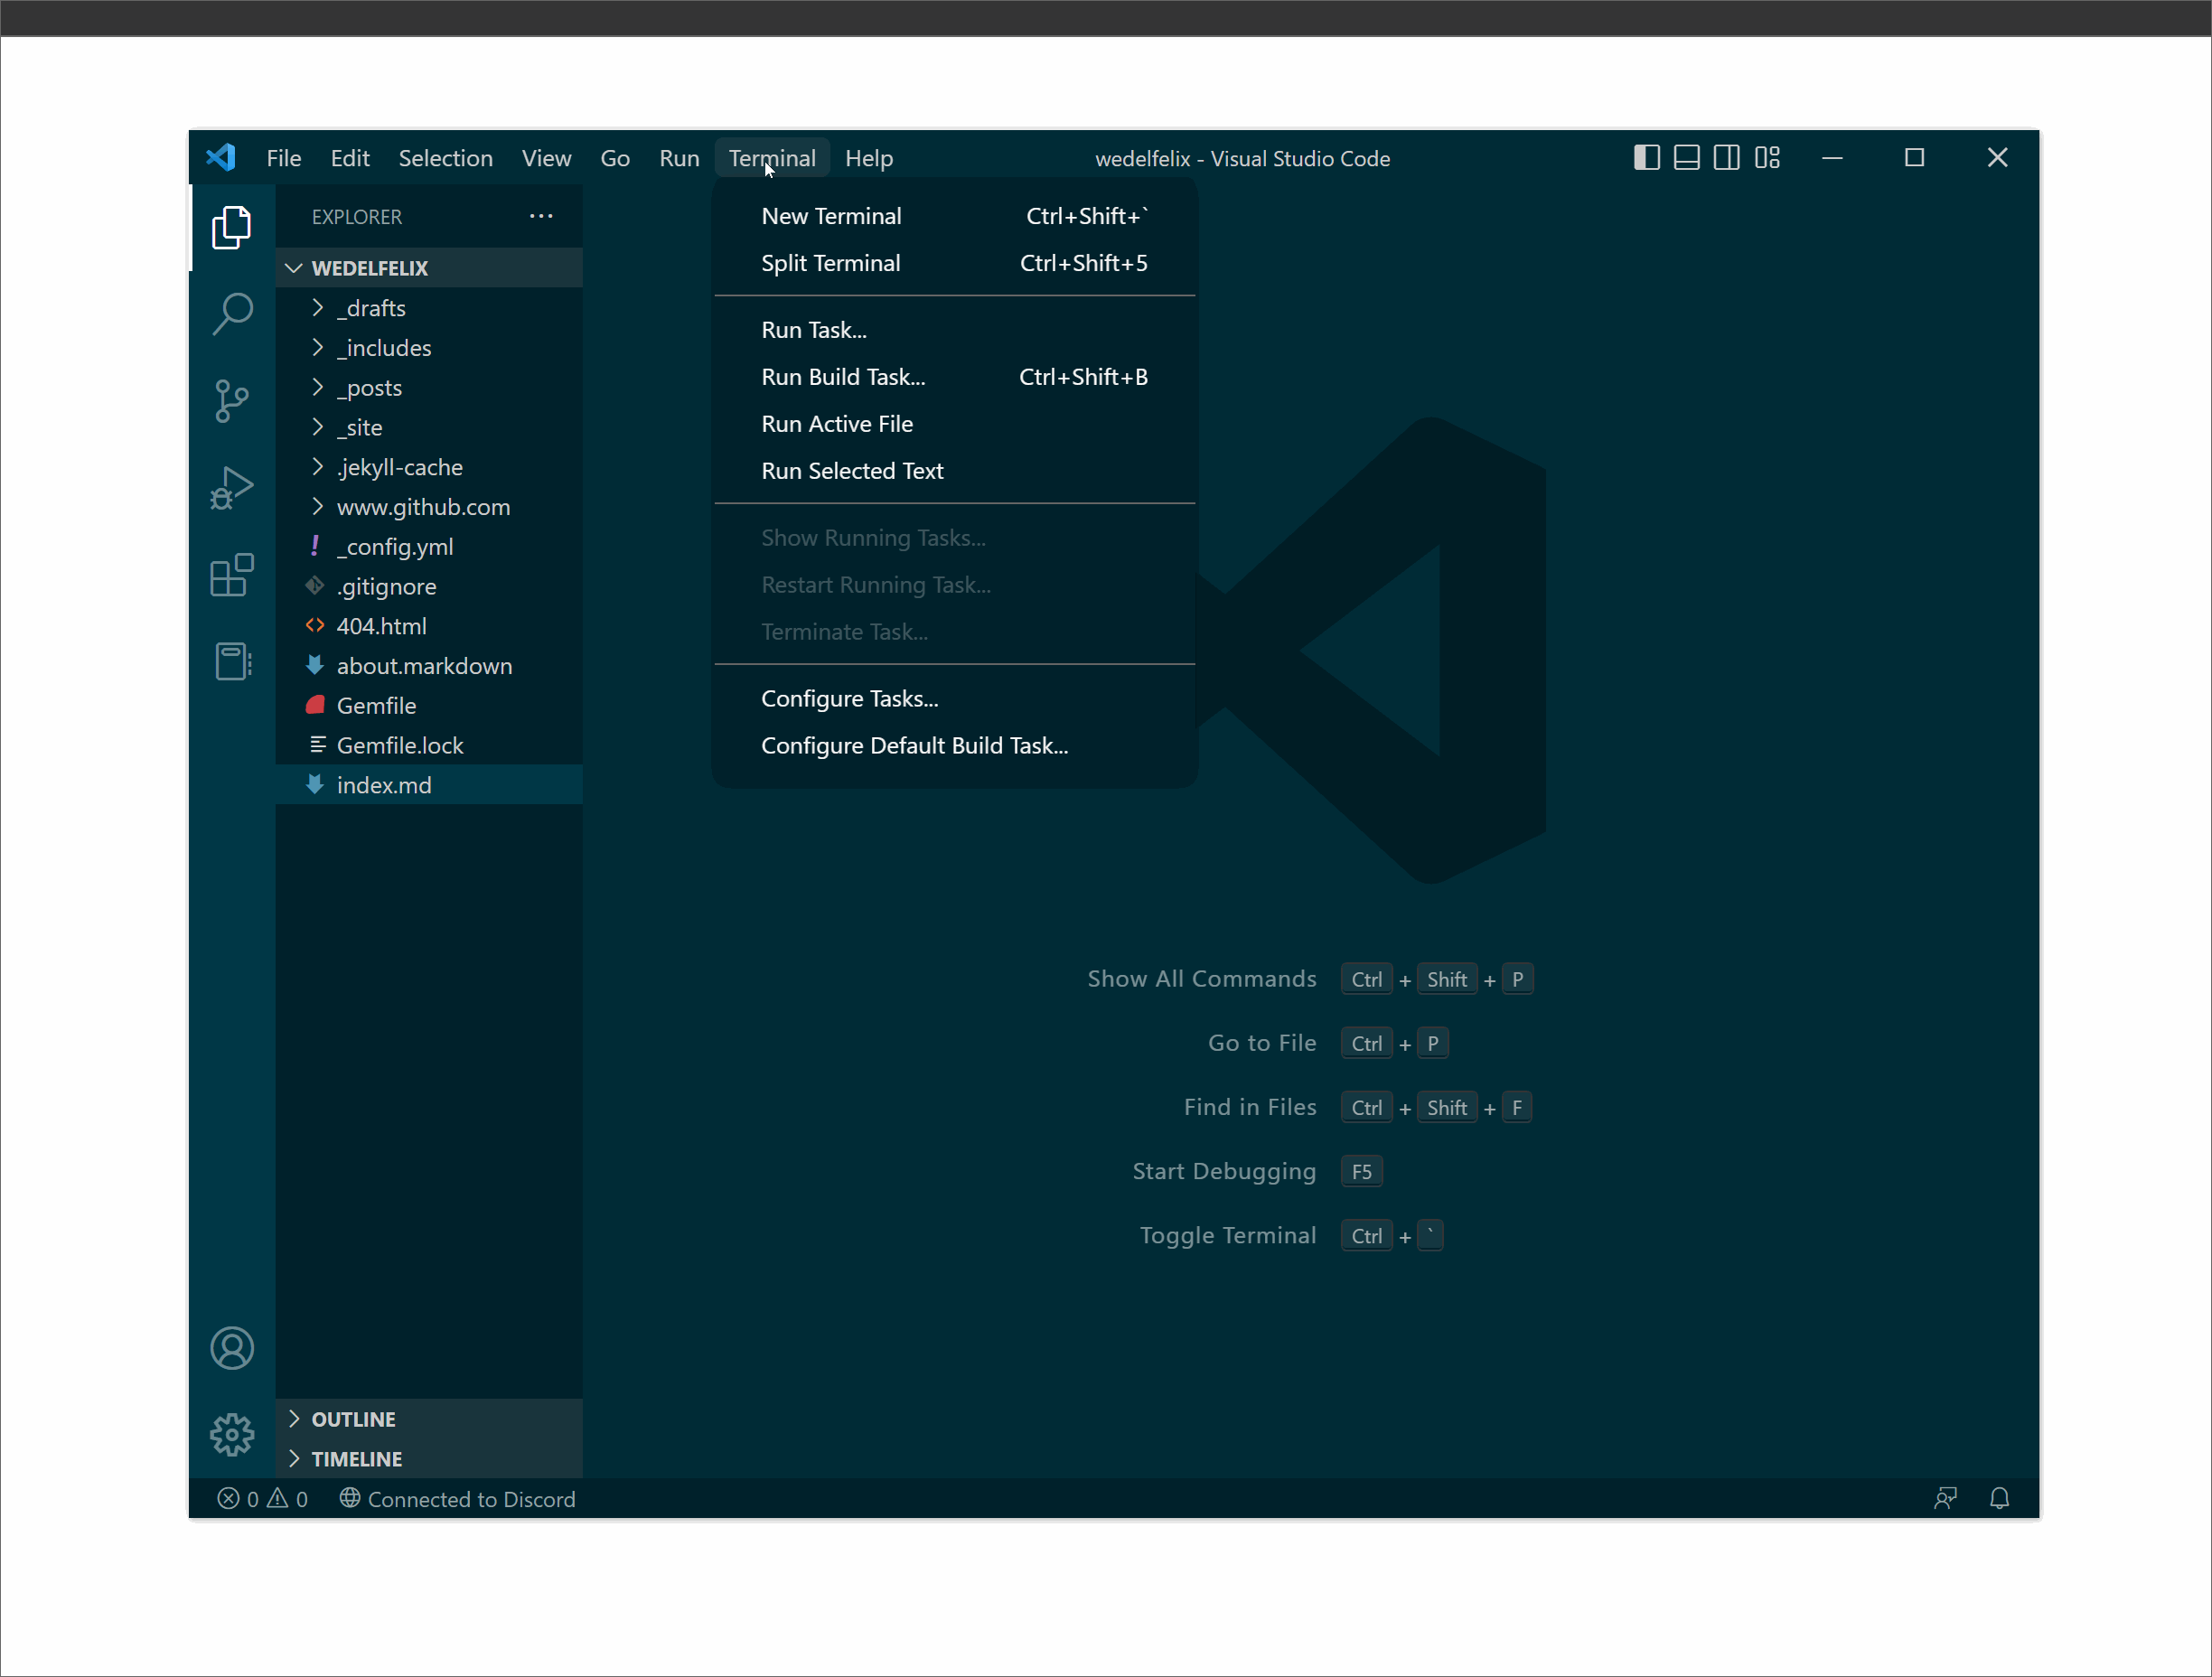 File Edit Selection View Go Run Terminal Help wedelfelix - Visual Studio Code
EXPLORER
WEDELFELIX
_drafts
_includes
_posts
_site
.jekyll-cache
www.github.com
_config.yml
.gitignore
404.html
about.markdown
Gemfile
Gemfile.lock
index.md
OUTLINE
TIMELINE
New Terminal Ctrl+Shift+`
Split Terminal Ctrl+Shift+5
Run Task...
Run Build Task... Ctrl+Shift+B
Run Active File
Run Selected Text
Show Running Tasks...
Restart Running Task...
Terminate Task...
Configure Tasks...
Configure Default Build Task...
Show All Commands Ctrl + Shift + P
Go to File Ctrl + P
Find in Files Ctrl + Shift + F
Start Debugging F5
Toggle Terminal Ctrl + `
0 0 Connected to Discord